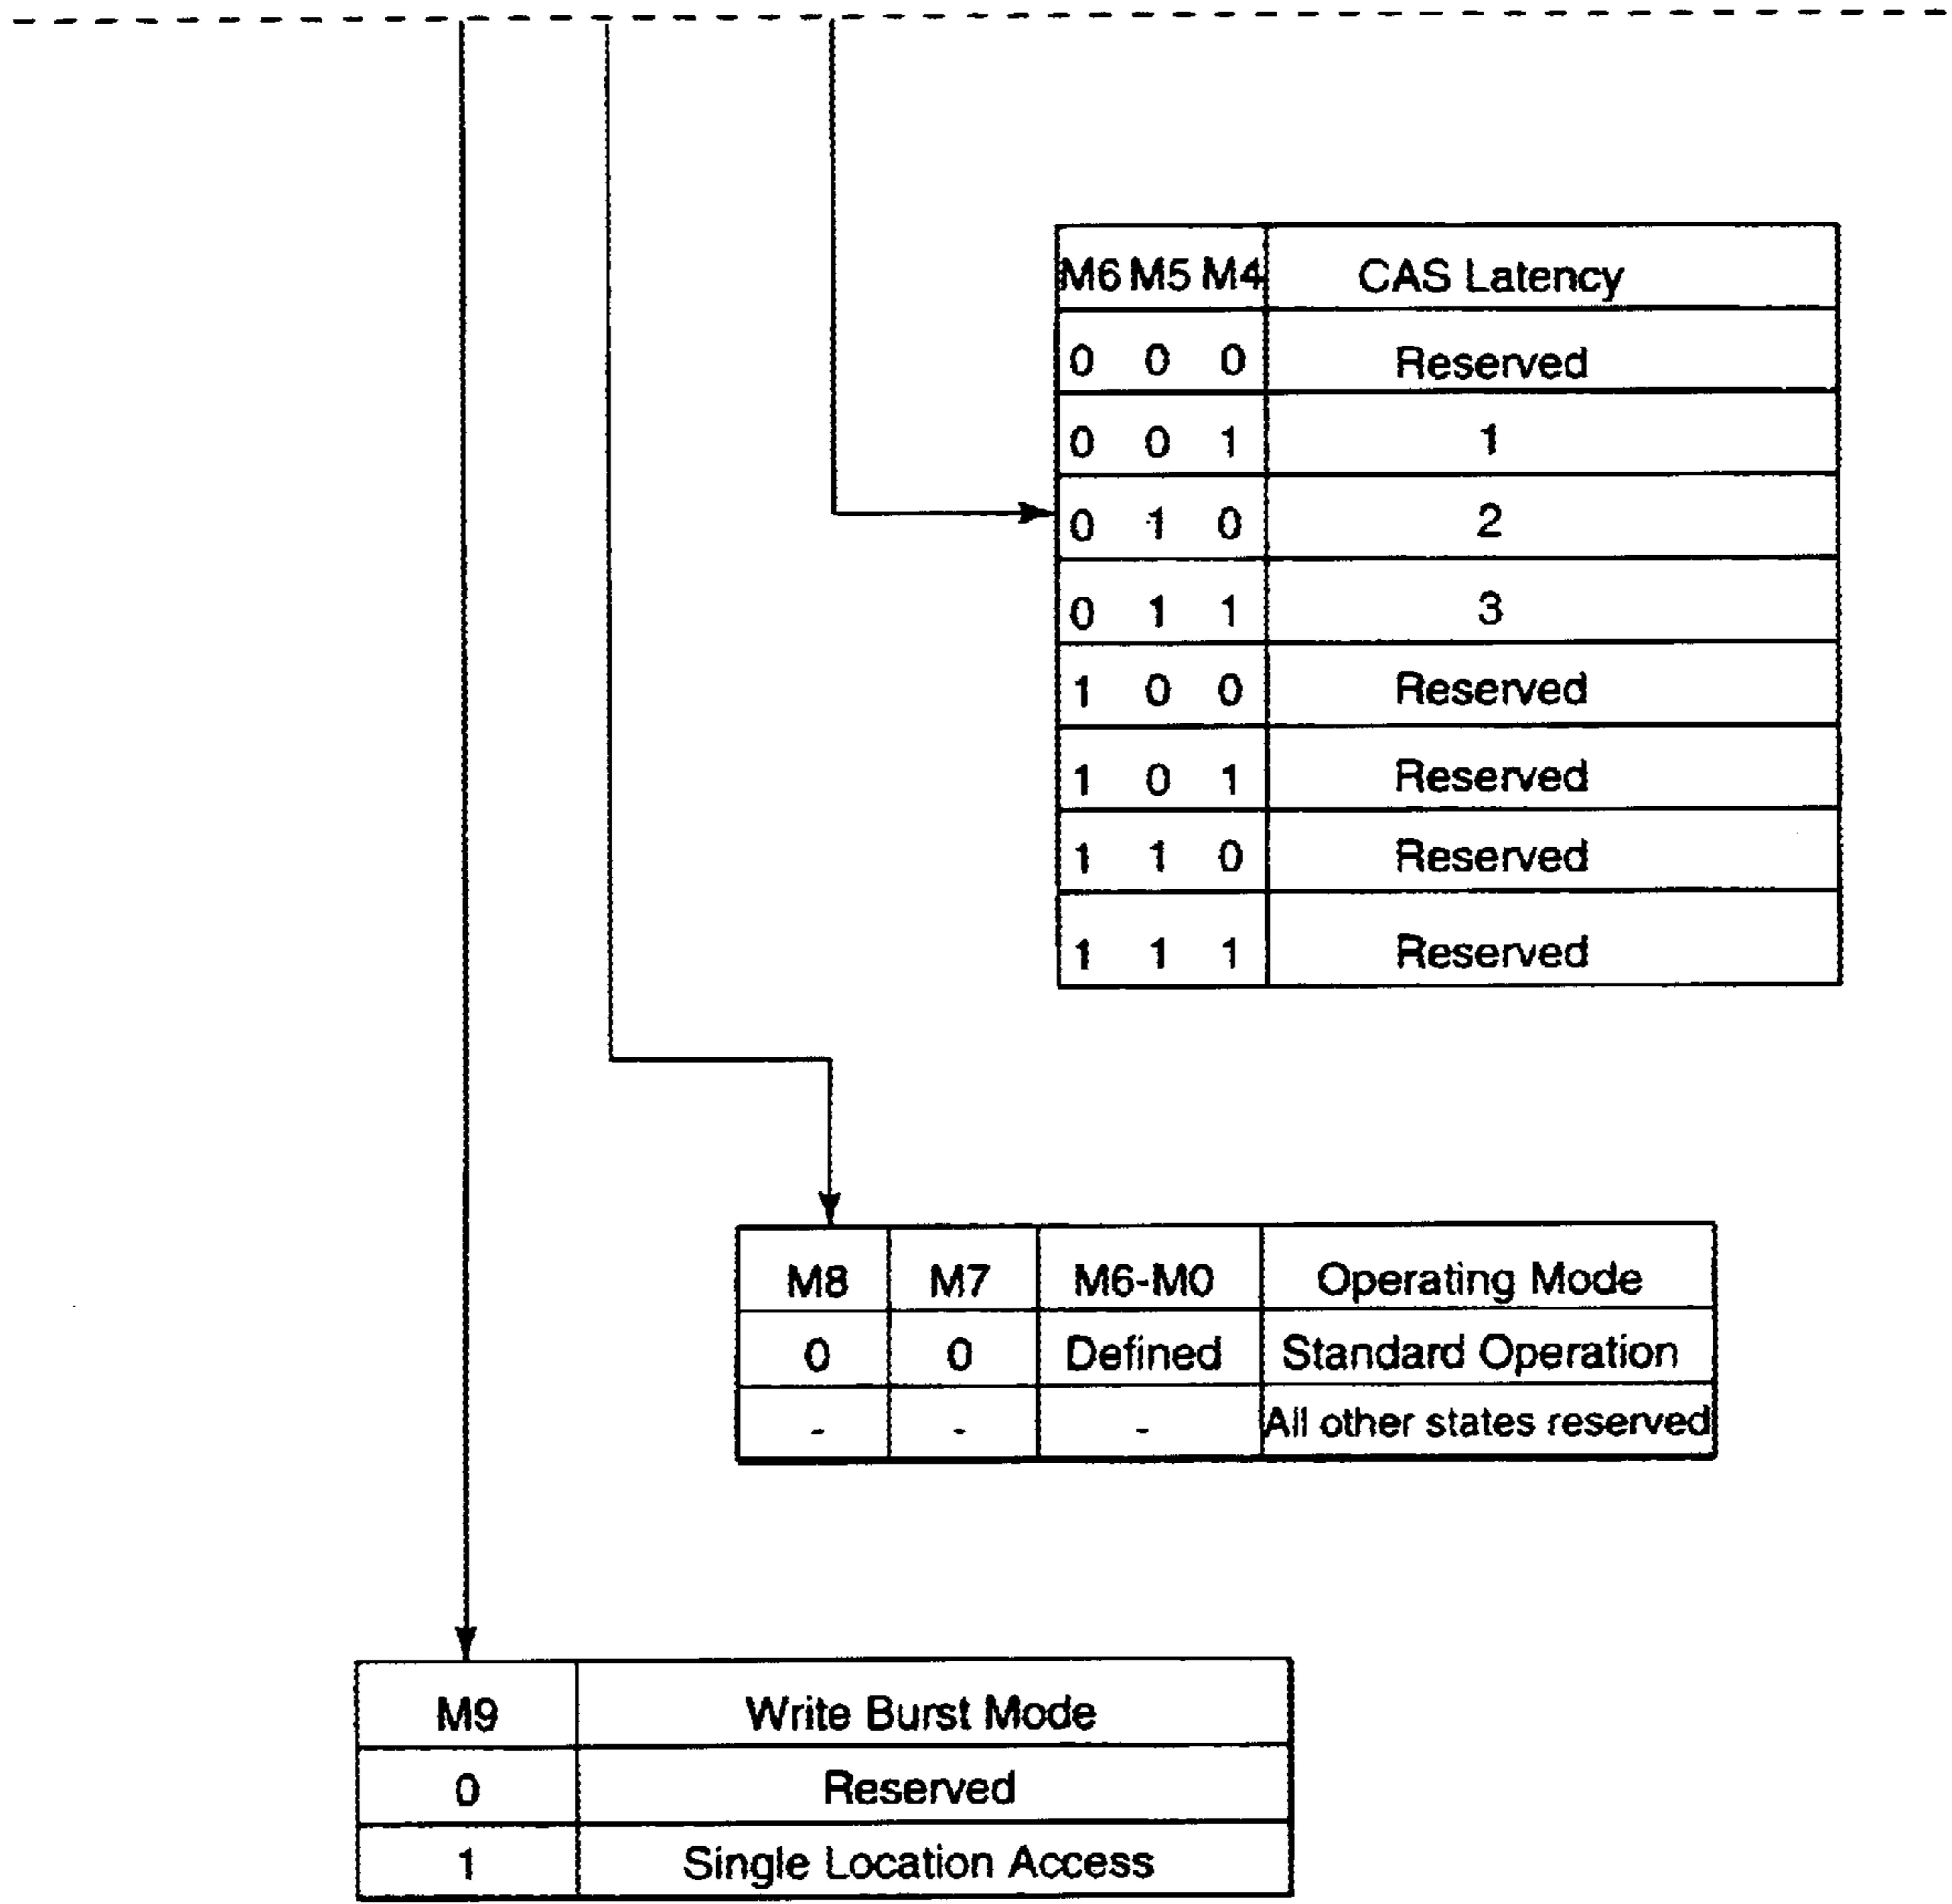 M6 M5 M4 CAS Latency
0 0 0 Reserved
0 0 1 1
0 1 0 2
0 1 1 3
1 0 0 Reserved
1 0 1 Reserved
1 1 0 Reserved
1 1 1 Reserved
M8 M7 M6-M0 Operating Mode
0 0 Defined Standard Operation
- - - All other states reserved
M9 Write Burst Mode
0 Reserved
1 Single Location Access